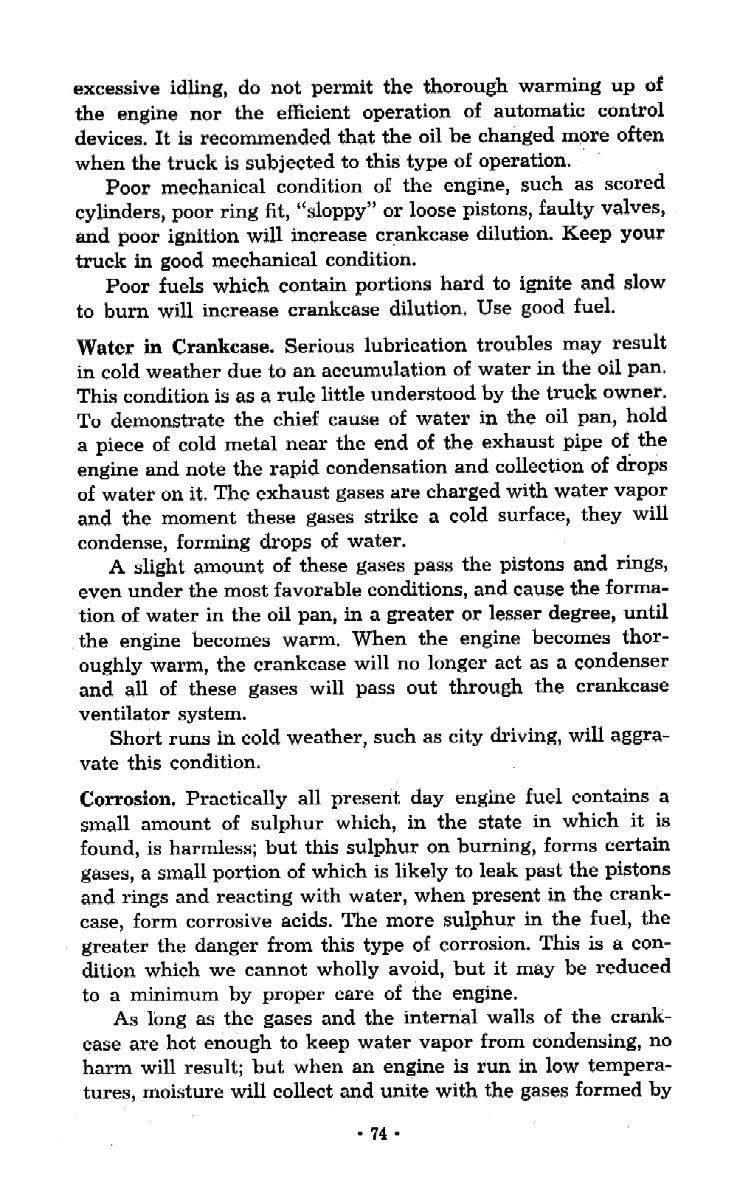 excessive idling, do not permit the thorough warming up of
the engine nor the efficient operation of automatic control
devices. It is recommended that the oil be changed more often
when the truck is subjected to this type of operation.
Poor mechanical condition of the engine, such as scored
cylinders, poor ring fit, “sloppy” or loose pistons, faulty valves,
and poor ignition will increase crankcase dilution. Keep your
truck in good mechanical condition.
Poor fuels which contain portions hard to ignite and slow
to burn will increase crankcase dilution. Use good fuel.
Water in Crankcase. Serious lubrication troubles may result
in cold weather due to an accumulation of water in the oil pan.
This condition is as a rule little understood by the truck owner.
To demonstrate the chief cause of water in the oil pan, hold
a piece of cold metal near the end of the exhaust pipe of the
engine and note the rapid condensation and collection of drops
of water on it. The exhaust gases are charged with water vapor
and the moment these gases strike a cold surface, they will
condense, forming drops of water.
A slight amount of these gases pass the pistons and rings,
even under the most favorable conditions, and cause the forma-
tion of water in the oil pan, in a greater or lesser degree, until
the engine becomes warm. When the engine becomes thor-
oughly warm, the crankcase will no longer act as a condenser
and all of these gases will pass out through the crankcase
ventilator system.
Short runs in cold weather, such as city driving, will aggra-
vate this condition.
Corrosion. Practically all present day engine fuel contains a
small amount of sulphur which, in the state in which it is
found, is harmless; but this sulphur on burning, forms certain
gases, a small portion of which is likely to leak past the pistons
and rings and reacting with water, when present in the crank-
case, form corrosive acids. The more sulphur in the fuel, the
greater the danger from this type of corrosion. This is a con-
dition which we cannot wholly avoid, but it may be reduced
to a minimum by proper care of the engine.
As long as the gases and the internal walls of the crank-
case are hot enough to keep water vapor from condensing, no
harm will result; but when an engine is run in low tempera-
tures, moisture will collect and unite with the gases formed by
• 74 •